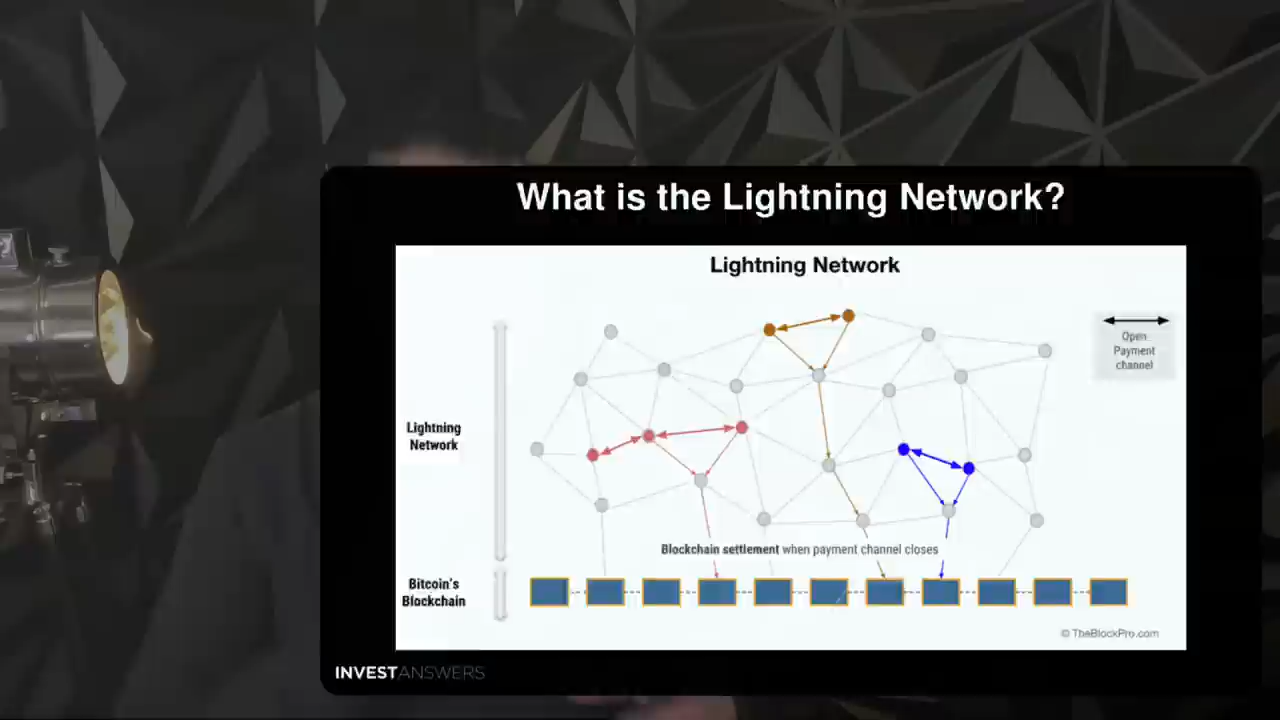 What is the Lightning Network?
Lightning Network
Open
Payment
channel
Lightning
Network
Blockchain settlement when payment channel closes
Bitcoin's
Blockchain
© TheBlockPro.com
INVESTANSWERS